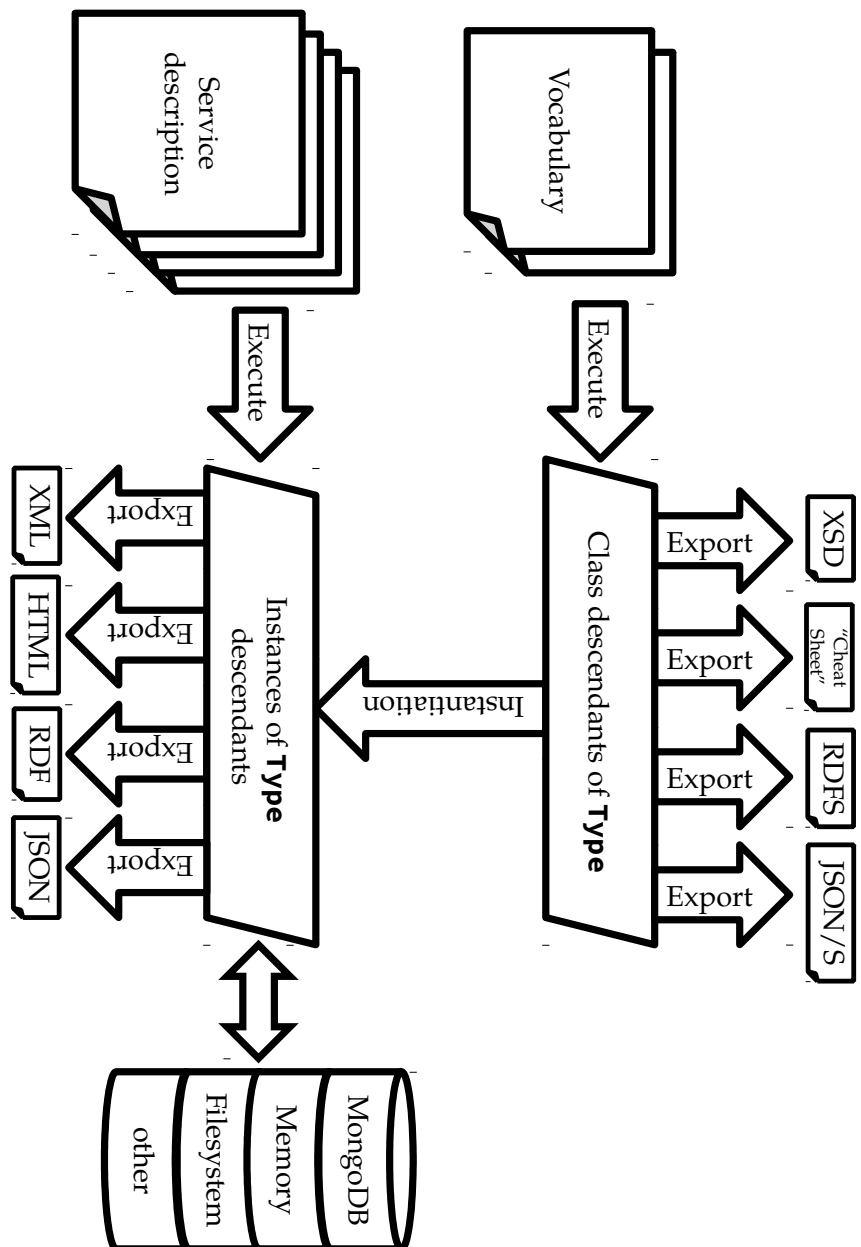 Vocabulary
Execute
Class descendants of Type
Export
Export
Export
Export
XSD
"Cheat
Sheet"
RDFS
JSON/S
Instantiation
Service
description
Execute
Instances of Type
descendants
Export
Export
Export
Export
XML
HTML
RDF
JSON
MongoDB
Memory
Filesystem
other